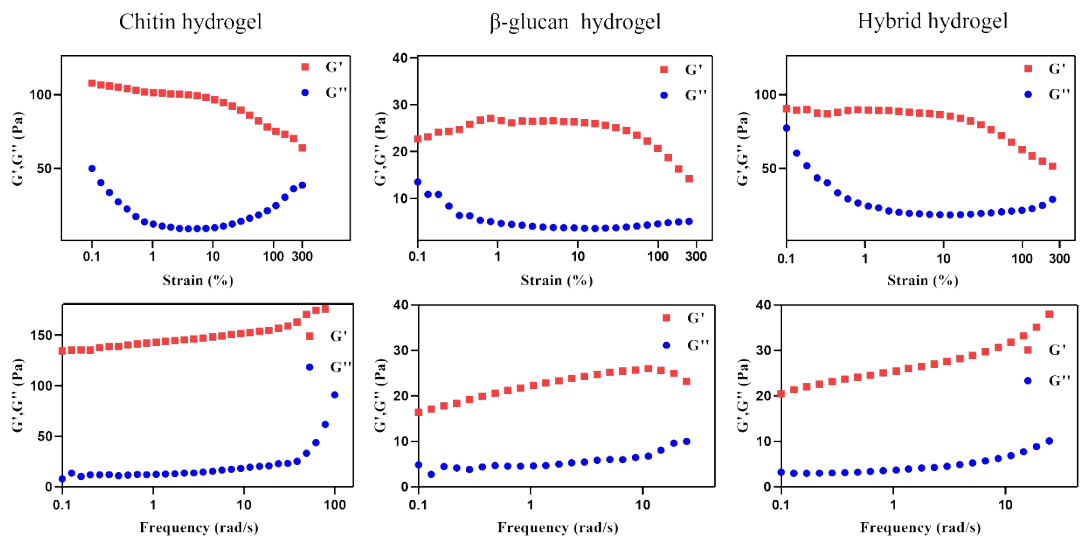 Chitin hydrogel
β-glucan hydrogel
Hybrid hydrogel
G',G'' (Pa)
100
50
0.1
1
10
100
300
Strain (%)
G'
G''
G',G'' (Pa)
40
30
20
10
0
0.1
1
10
100
300
Strain (%)
G'
G''
G',G'' (Pa)
100
50
0.1
1
10
100
300
Strain (%)
G'
G''
G',G'' (Pa)
150
100
50
0
0.1
1
10
100
Frequency (rad/s)
G'
G''
G',G'' (Pa)
40
30
20
10
0
0.1
1
10
Frequency (rad/s)
G'
G''
G',G'' (Pa)
40
30
20
10
0
0.1
1
10
Frequency (rad/s)
G'
G''